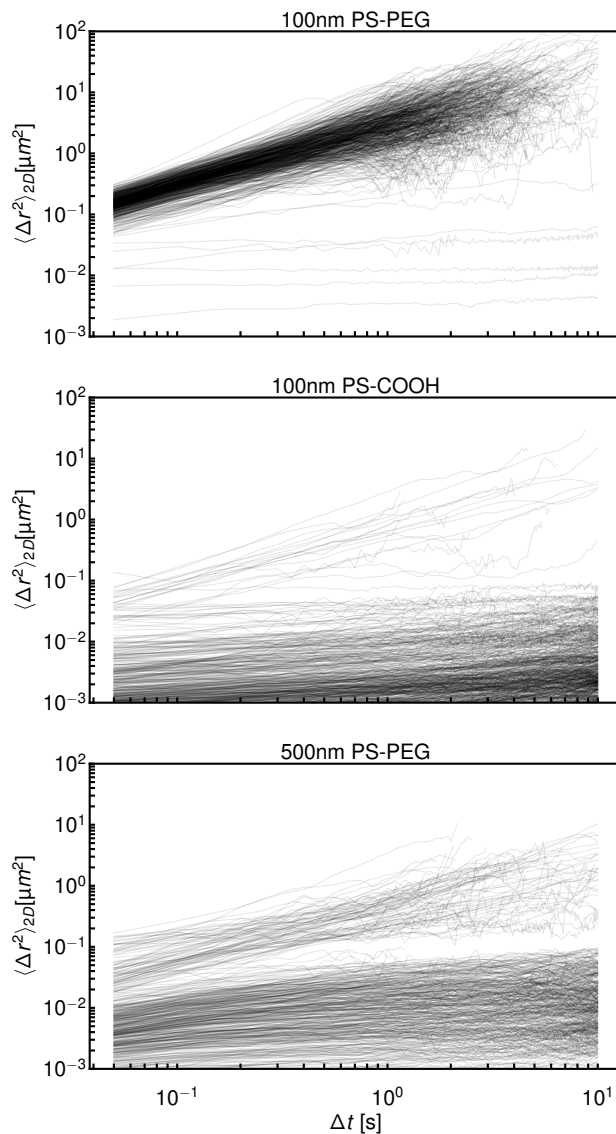 100nm PS-PEG
10²
10¹
10⁰
10⁻¹
10⁻²
10⁻³
⟨Δr²⟩2D[μm²]
100nm PS-COOH
10²
10¹
10⁰
10⁻¹
10⁻²
10⁻³
⟨Δr²⟩2D[μm²]
500nm PS-PEG
10²
10¹
10⁰
10⁻¹
10⁻²
10⁻³
⟨Δr²⟩2D[μm²]
10⁻¹ 10⁰ 10¹
Δt [s]